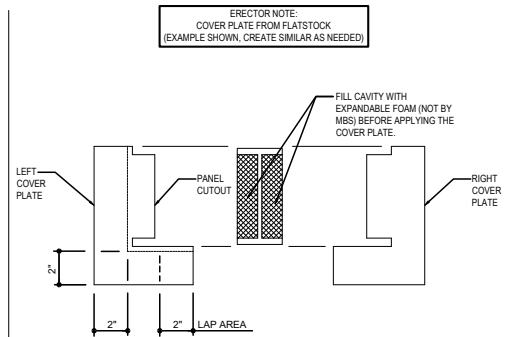 ERECTOR NOTE:
COVER PLATE FROM FLATSTOCK
(EXAMPLE SHOWN, CREATE SIMILAR AS NEEDED)
FILL CAVITY WITH
EXPANDABLE FOAM (NOT BY
MBS) BEFORE APPLYING THE
COVER PLATE.
LEFT
COVER
PLATE
PANEL
CUTOUT
RIGHT
COVER
PLATE
2"
2"
2"
LAP AREA